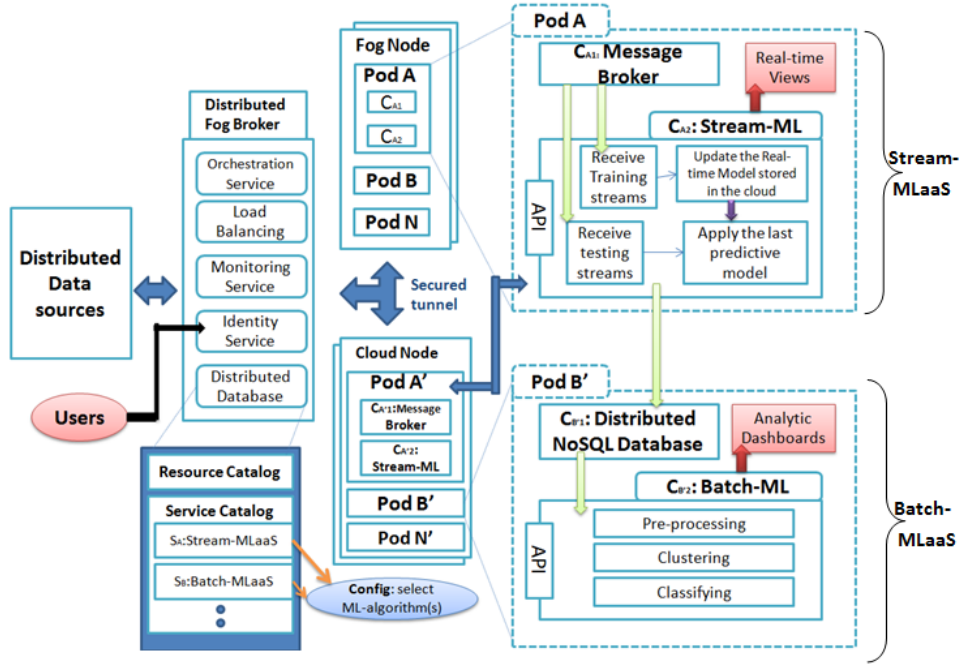 Distributed
Data
sources
Users
Distributed
Fog Broker
Orchestration
Service
Load
Balancing
Monitoring
Service
Identity
Service
Distributed
Database
Resource Catalog
Service Catalog
SA:Stream-MLaaS
SB:Batch-MLaaS
Config: select
ML-algorithm(s)
Fog Node
Pod A
CA1
CA2
Pod B
Pod N
Secured
tunnel
Cloud Node
Pod A’
CA’1:Message
Broker
CA’2:
Stream-ML
Pod B’
Pod N’
Pod A
CA1: Message
Broker
Real-time
Views
CA2: Stream-ML
API
Receive
Training
streams
Update the Real-
time Model stored
in the cloud
Receive
testing
streams
Apply the last
predictive
model
Stream-
MLaaS
Pod B’
CB’1: Distributed
NoSQL Database
Analytic
Dashboards
CB’2: Batch-ML
API
Pre-processing
Clustering
Classifying
Batch-
MLaaS